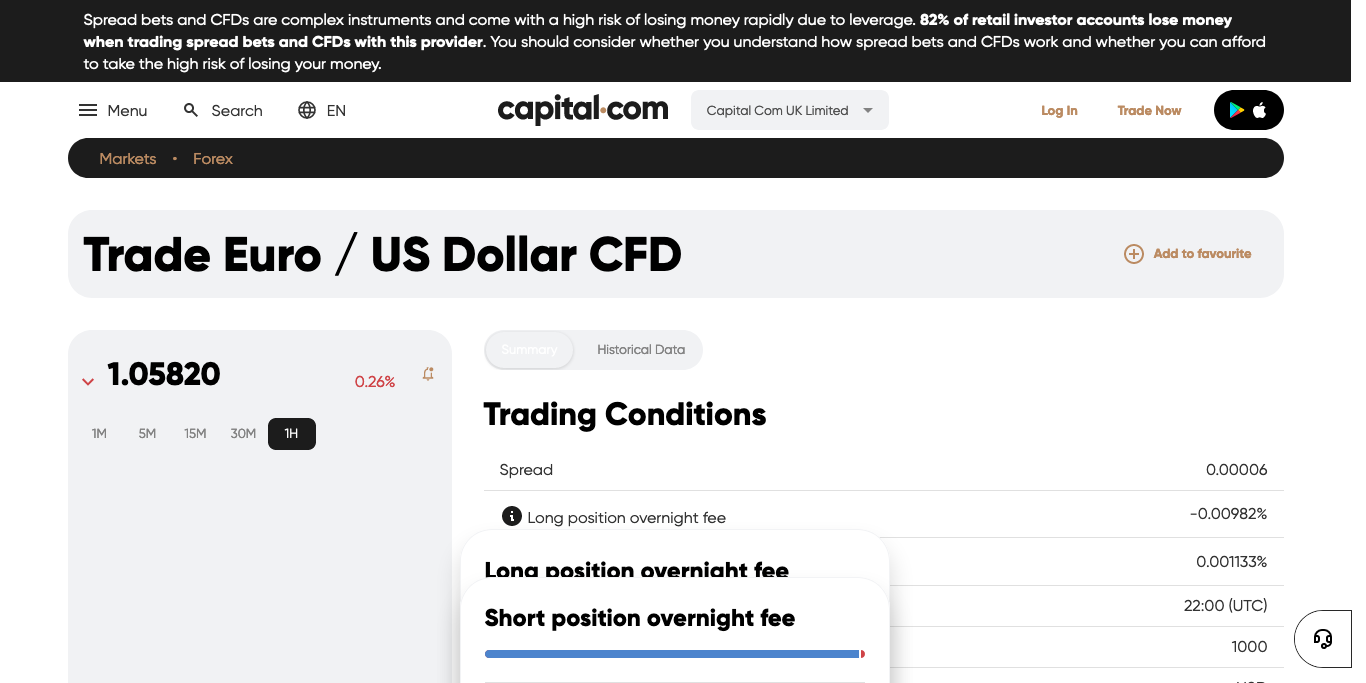 Spread bets and CFDs are complex instruments and come with a high risk of losing money rapidly due to leverage. 82% of retail investor accounts lose money
when trading spread bets and CFDs with this provider. You should consider whether you understand how spread bets and CFDs work and whether you can afford
to take the high risk of losing your money.
Menu Search EN capital.com Capital Com UK Limited Log In Trade Now
Markets • Forex
Trade Euro / US Dollar CFD Add to favourite
1.05820 0.26%
1M 5M 15M 30M 1H
Summary Historical Data
Trading Conditions
Spread 0.00006
Long position overnight fee -0.00982%
Long position overnight fee
0.001133%
Short position overnight fee
22:00 (UTC)
1000